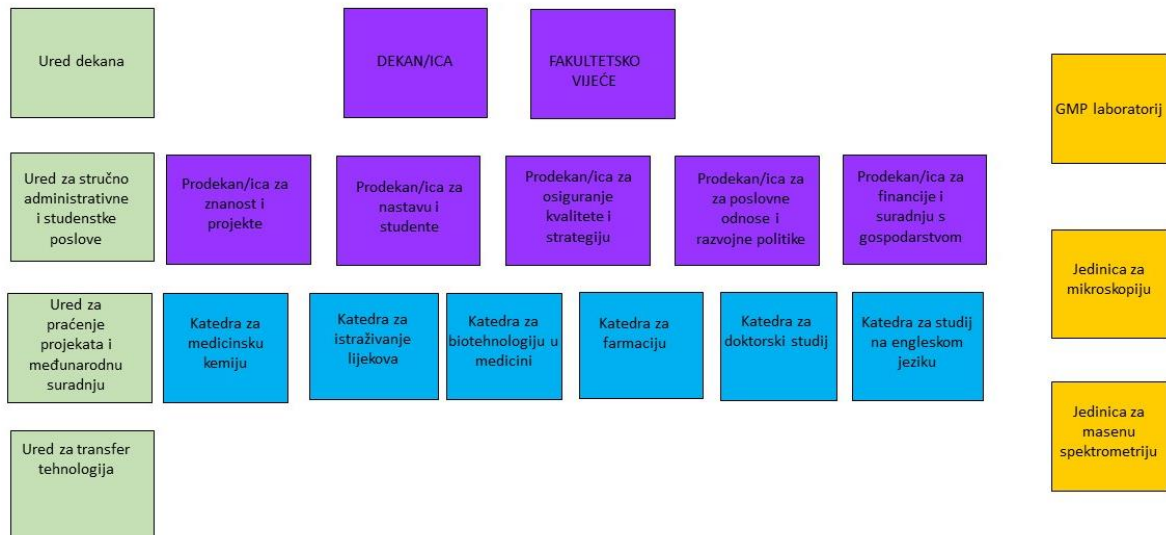 Ured dekana
DEKAN/ICA
FAKULTETSKO
VIJEĆE
GMP laboratorij
Ured za stručno
administrativne
i studenstke
poslove
Prodekan/ica za
znanost i
projekte
Prodekan/ica za
nastavu i
studente
Prodekan/ica za
osiguranje
kvalitete i
strategiju
Prodekan/ica za
za poslovne
odnose i
razvojne politike
Prodekan/ica za
financije i
suradnju s
gospodarstvom
Jedinica za
mikroskopiju
Ured za
praćenje
projekata i
međunarodnu
suradnju
Katedra za
medicinsku
kemiju
Katedra za
istraživanje
lijekova
Katedra za
biotehnologiju u
medicini
Katedra za
farmaciju
Katedra za
doktorski studij
Katedra za studij
na engleskom
jeziku
Jedinica za
masenu
spektrometriju
Ured za transfer
tehnologija